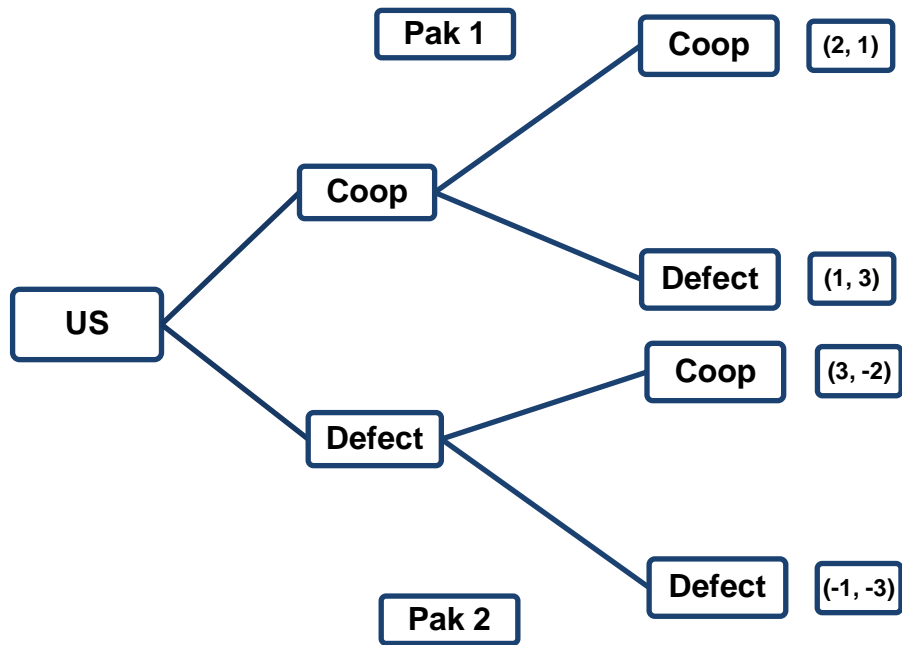 Pak 1
Coop
(2, 1)
Coop
Defect
(1, 3)
US
Coop
(3, -2)
Defect
Defect
(-1, -3)
Pak 2